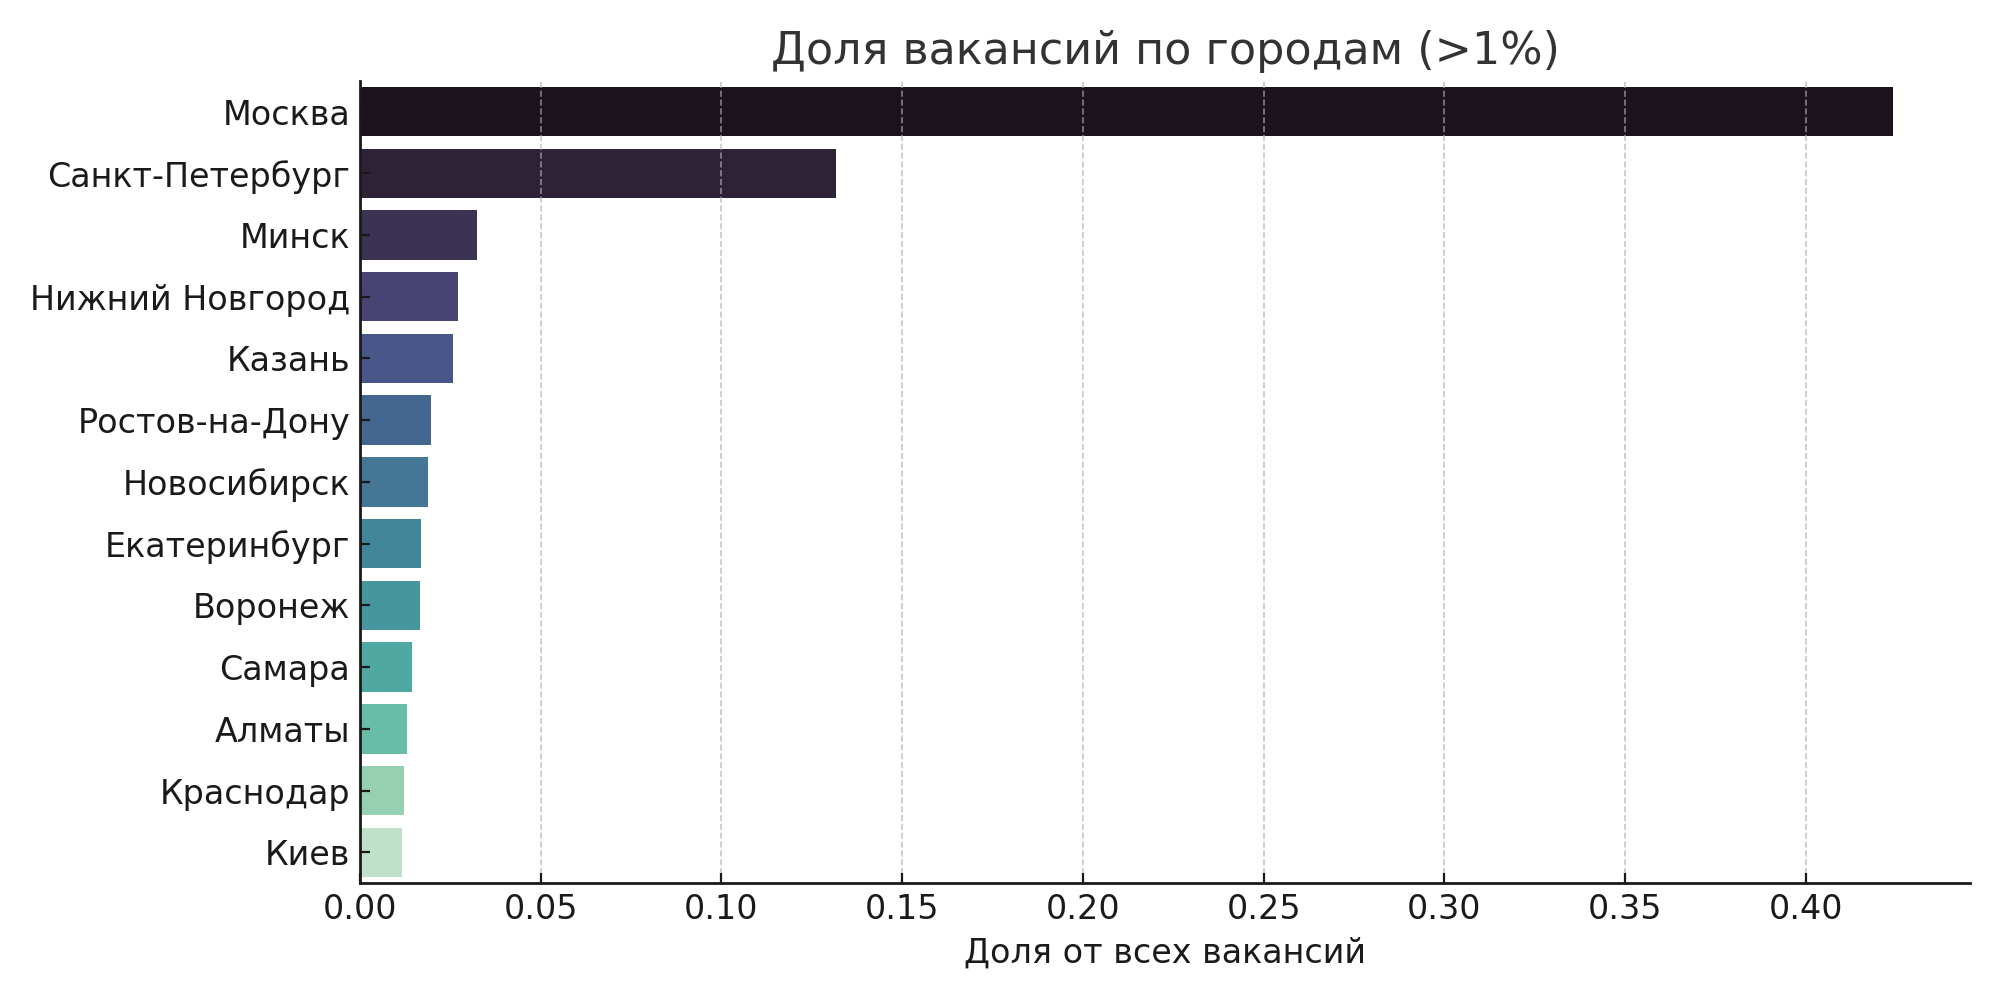 Доля вакансий по городам (>1%)
Москва
Санкт-Петербург
Минск
Нижний Новгород
Казань
Ростов-на-Дону
Новосибирск
Екатеринбург
Воронеж
Самара
Алматы
Краснодар
Киев
0.00 0.05 0.10 0.15 0.20 0.25 0.30 0.35 0.40
Доля от всех вакансий